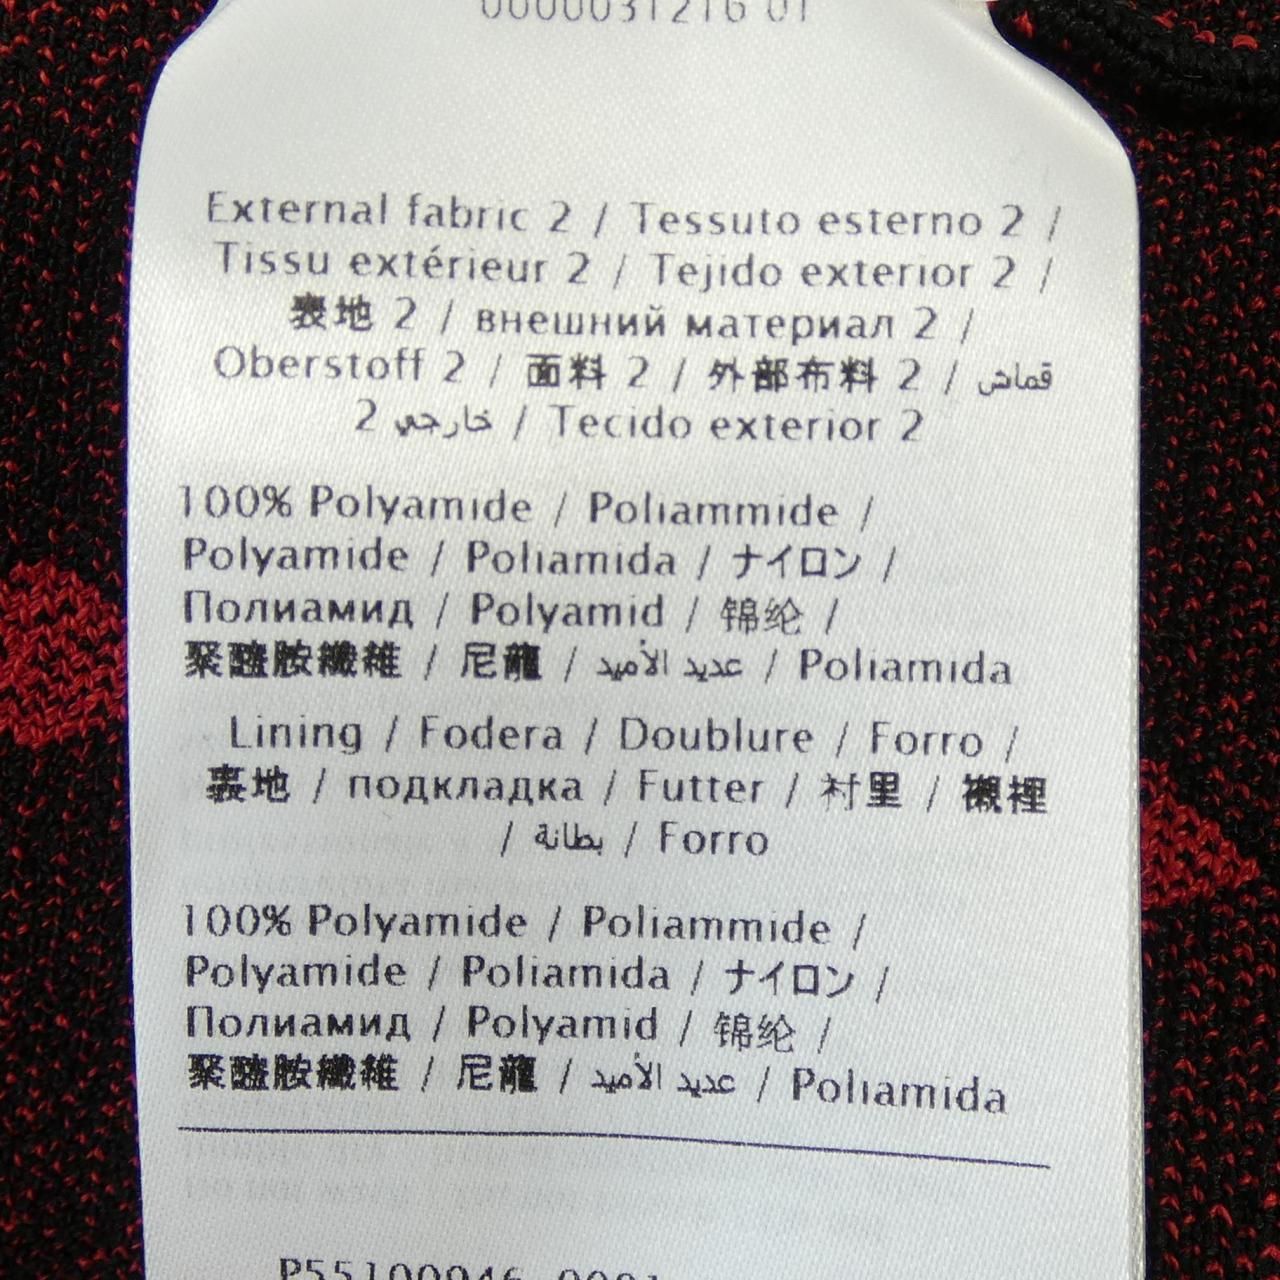 0000031216 01
External fabric 2 / Tessuto esterno 2 /
Tissu extérieur 2 / Tejido exterior 2 /
表地 2 / внешний материал 2 /
Oberstoff 2 / 面料 2 / 外部布料 2 / قماش
خارجي 2 / Tecido exterior 2
100% Polyamide / Poliammide /
Polyamide / Poliamida / ナイロン /
Полиамид / Polyamid / 锦纶 /
聚醯胺纖維 / 尼龍 / عديد الأميد / Poliamida
Lining / Fodera / Doublure / Forro /
裏地 / подкладка / Futter / 衬里 / 襯裡
/ بطانة / Forro
100% Polyamide / Poliammide /
Polyamide / Poliamida / ナイロン /
Полиамид / Polyamid / 锦纶 /
聚醯胺纖維 / 尼龍 / عديد الأميد / Poliamida
P55100946 0001